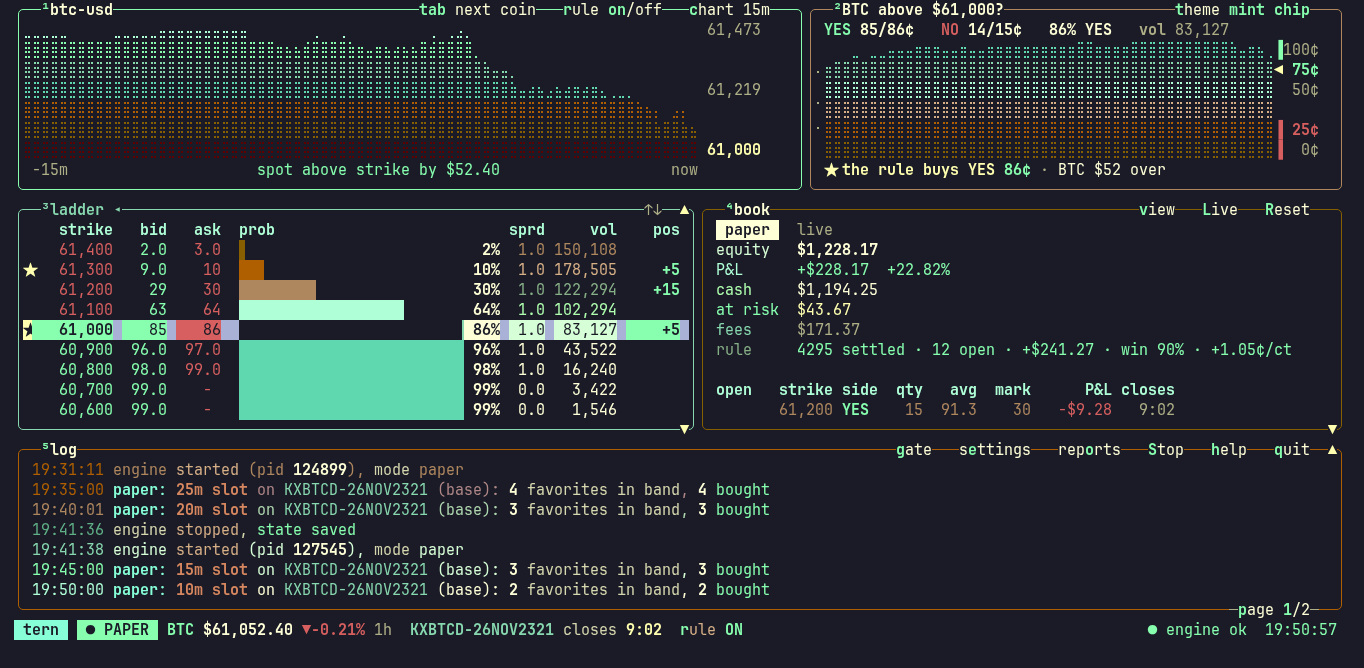 ¹btc-usd tab next coin rule on/off chart 15m
61,473
61,219
61,000
-15m spot above strike by $52.40 now
²BTC above $61,000? theme mint chip
YES 85/86¢ NO 14/15¢ 86% YES vol 83,127
100¢
◀ 75¢
50¢
25¢
0¢
★ the rule buys YES 86¢ · BTC $52 over
³ladder ◂ ↑↓ ▲
strike bid ask prob sprd vol pos
61,400 2.0 3.0 2% 1.0 150,108
★ 61,300 9.0 10 10% 1.0 178,505 +5
61,200 29 30 30% 1.0 122,294 +15
61,100 63 64 64% 1.0 102,294
★ 61,000 85 86 86% 1.0 83,127 +5
60,900 96.0 97.0 96% 1.0 43,522
60,800 98.0 99.0 98% 1.0 16,240
60,700 99.0 - 99% 0.0 3,422
60,600 99.0 - 99% 0.0 1,546
▼
⁴book view Live Reset
paper live
equity $1,228.17
P&L +$228.17 +22.82%
cash $1,194.25
at risk $43.67
fees $171.37
rule 4295 settled · 12 open · +$241.27 · win 90% · +1.05¢/ct
open strike side qty avg mark P&L closes
61,200 YES 15 91.3 30 -$9.28 9:02
▼
⁵log gate settings reports Stop help quit ▲
19:31:11 engine started (pid 124899), mode paper
19:35:00 paper: 25m slot on KXBTCD-26NOV2321 (base): 4 favorites in band, 4 bought
19:40:01 paper: 20m slot on KXBTCD-26NOV2321 (base): 3 favorites in band, 3 bought
19:41:36 engine stopped, state saved
19:41:38 engine started (pid 127545), mode paper
19:45:00 paper: 15m slot on KXBTCD-26NOV2321 (base): 3 favorites in band, 3 bought
19:50:00 paper: 10m slot on KXBTCD-26NOV2321 (base): 2 favorites in band, 2 bought
page 1/2
tern ● PAPER BTC $61,052.40 ▼-0.21% 1h KXBTCD-26NOV2321 closes 9:02 rule ON ● engine ok 19:50:57